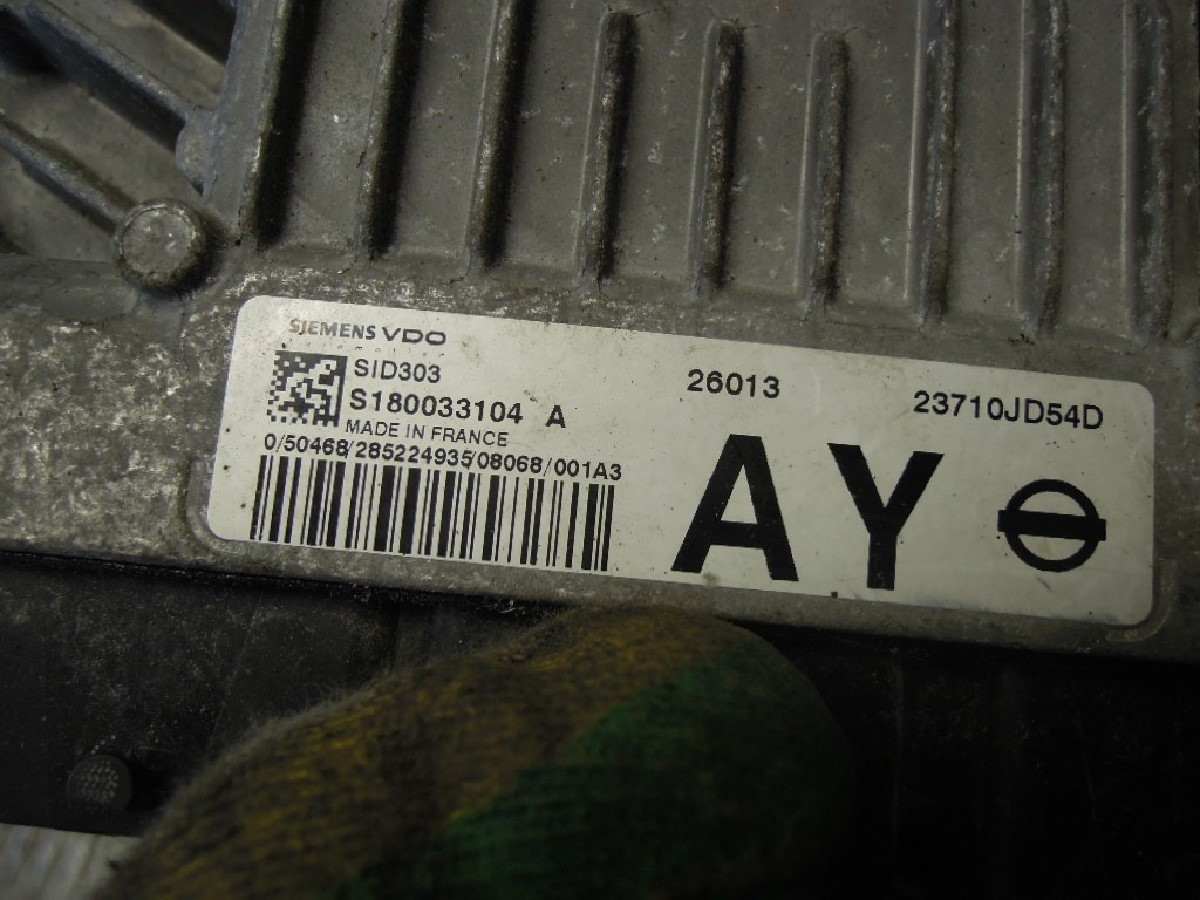 SIEMENS VDO
SID303
S180033104 A
MADE IN FRANCE
0/50468/285224935/08068/001A3
26013
23710JD54D
AY